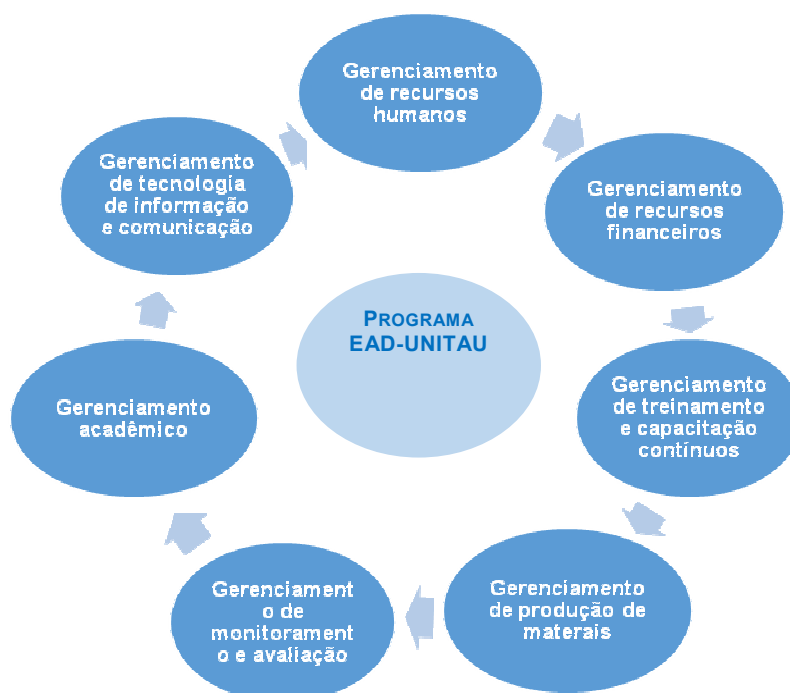 Gerenciamento
de recursos
humanos
Gerenciamento
de recursos
financeiros
Gerenciamento
de treinamento
e capacitação
contínuos
Gerenciamento
de produção de
materais
Gerenciament
o de
monitorament
o e avaliação
Gerenciamento
acadêmico
Gerenciamento
de tecnologia
de informação
e comunicação
PROGRAMA
EAD-UNITAU